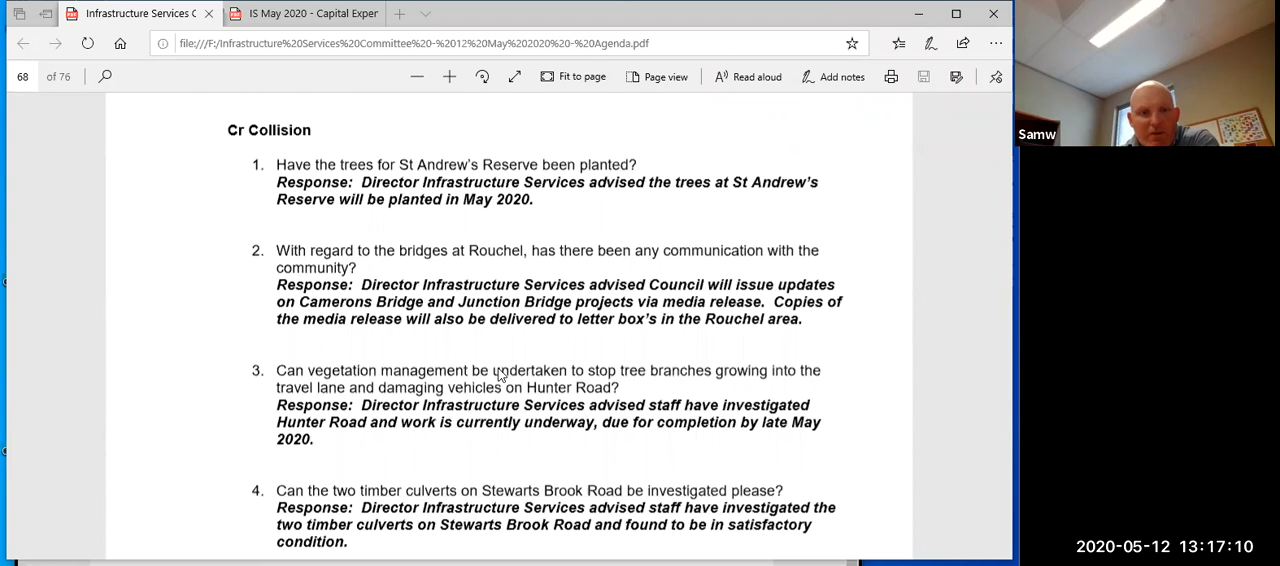 Infrastructure Services C
IS May 2020 - Capital Exper
file:///F:/Infrastructure%20Services%20Committee%20-%2012%20May%202020%20-%20Agenda.pdf
68 of 76
Fit to page
Page view
Read aloud
Add notes
Samw
Cr Collision
1. Have the trees for St Andrew's Reserve been planted?
Response: Director Infrastructure Services advised the trees at St Andrew's
Reserve will be planted in May 2020.
2. With regard to the bridges at Rouchel, has there been any communication with the
community?
Response: Director Infrastructure Services advised Council will issue updates
on Camerons Bridge and Junction Bridge projects via media release. Copies of
the media release will also be delivered to letter box's in the Rouchel area.
3. Can vegetation management be undertaken to stop tree branches growing into the
travel lane and damaging vehicles on Hunter Road?
Response: Director Infrastructure Services advised staff have investigated
Hunter Road and work is currently underway, due for completion by late May
2020.
4. Can the two timber culverts on Stewarts Brook Road be investigated please?
Response: Director Infrastructure Services advised staff have investigated the
two timber culverts on Stewarts Brook Road and found to be in satisfactory
condition.
2020-05-12 13:17:10